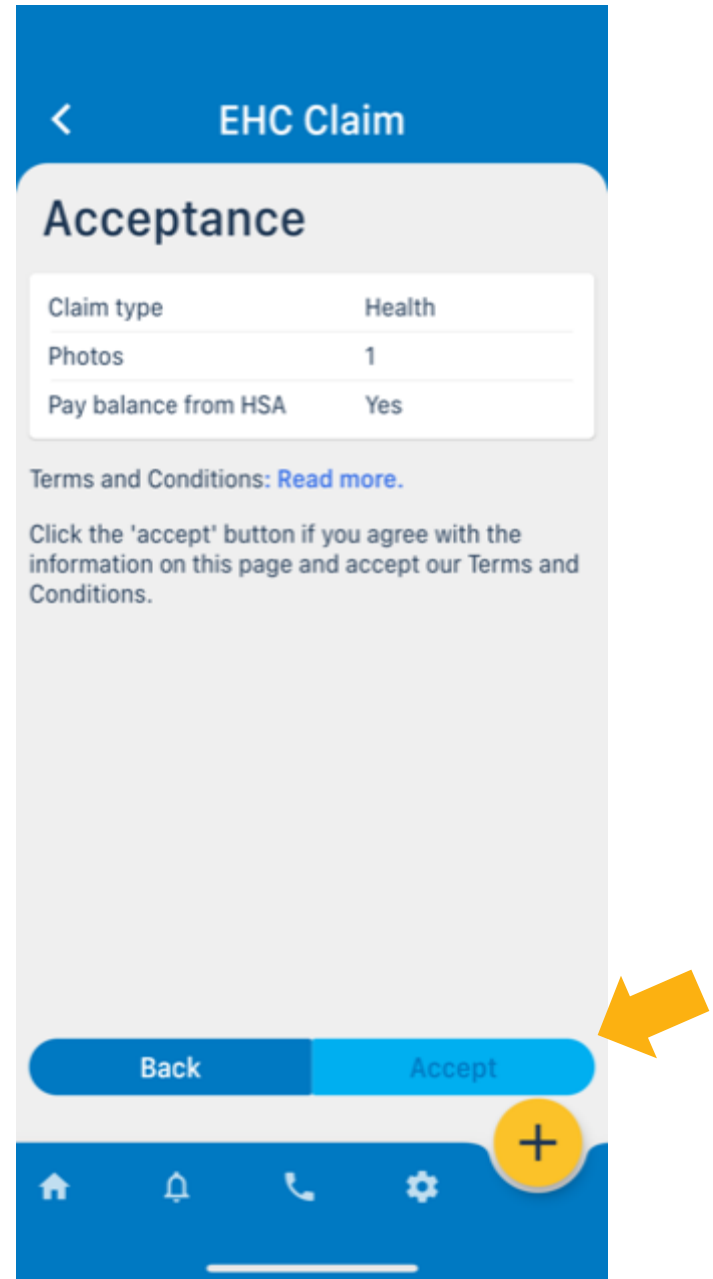 EHC Claim
Acceptance
Claim type Health
Photos 1
Pay balance from HSA Yes
Terms and Conditions: Read more.
Click the 'accept' button if you agree with the
information on this page and accept our Terms and
Conditions.
Back Accept